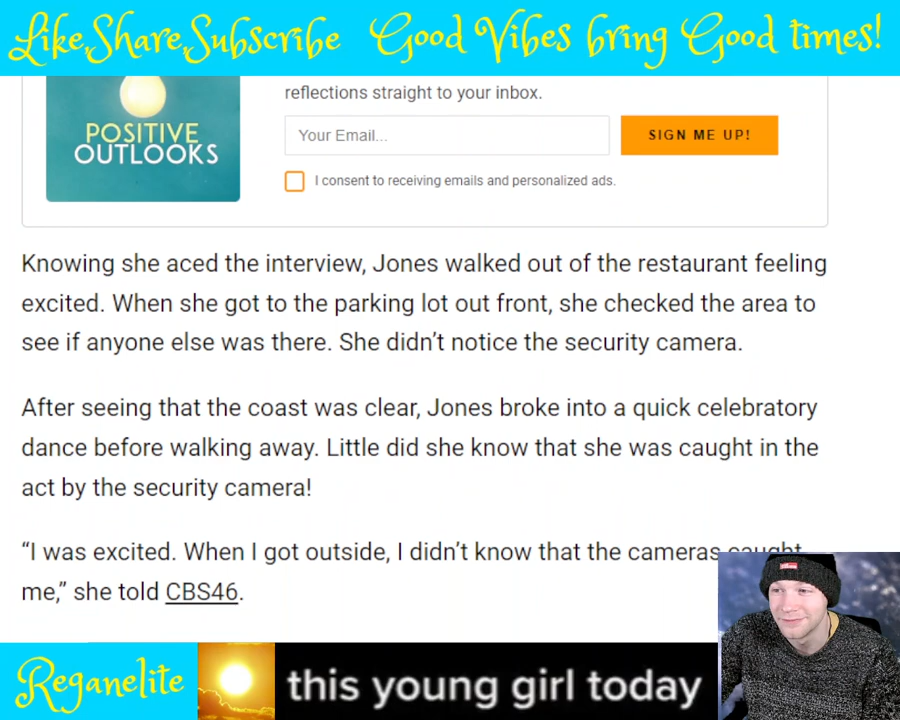 Like,Share,Subscribe Good Vibes bring Good times!
reflections straight to your inbox.
POSITIVE
OUTLOOKS
Your Email...
SIGN ME UP!
I consent to receiving emails and personalized ads.
Knowing she aced the interview, Jones walked out of the restaurant feeling
excited. When she got to the parking lot out front, she checked the area to
see if anyone else was there. She didn’t notice the security camera.
After seeing that the coast was clear, Jones broke into a quick celebratory
dance before walking away. Little did she know that she was caught in the
act by the security camera!
“I was excited. When I got outside, I didn’t know that the cameras caught
me,” she told CBS46.
Reganelite
this young girl today